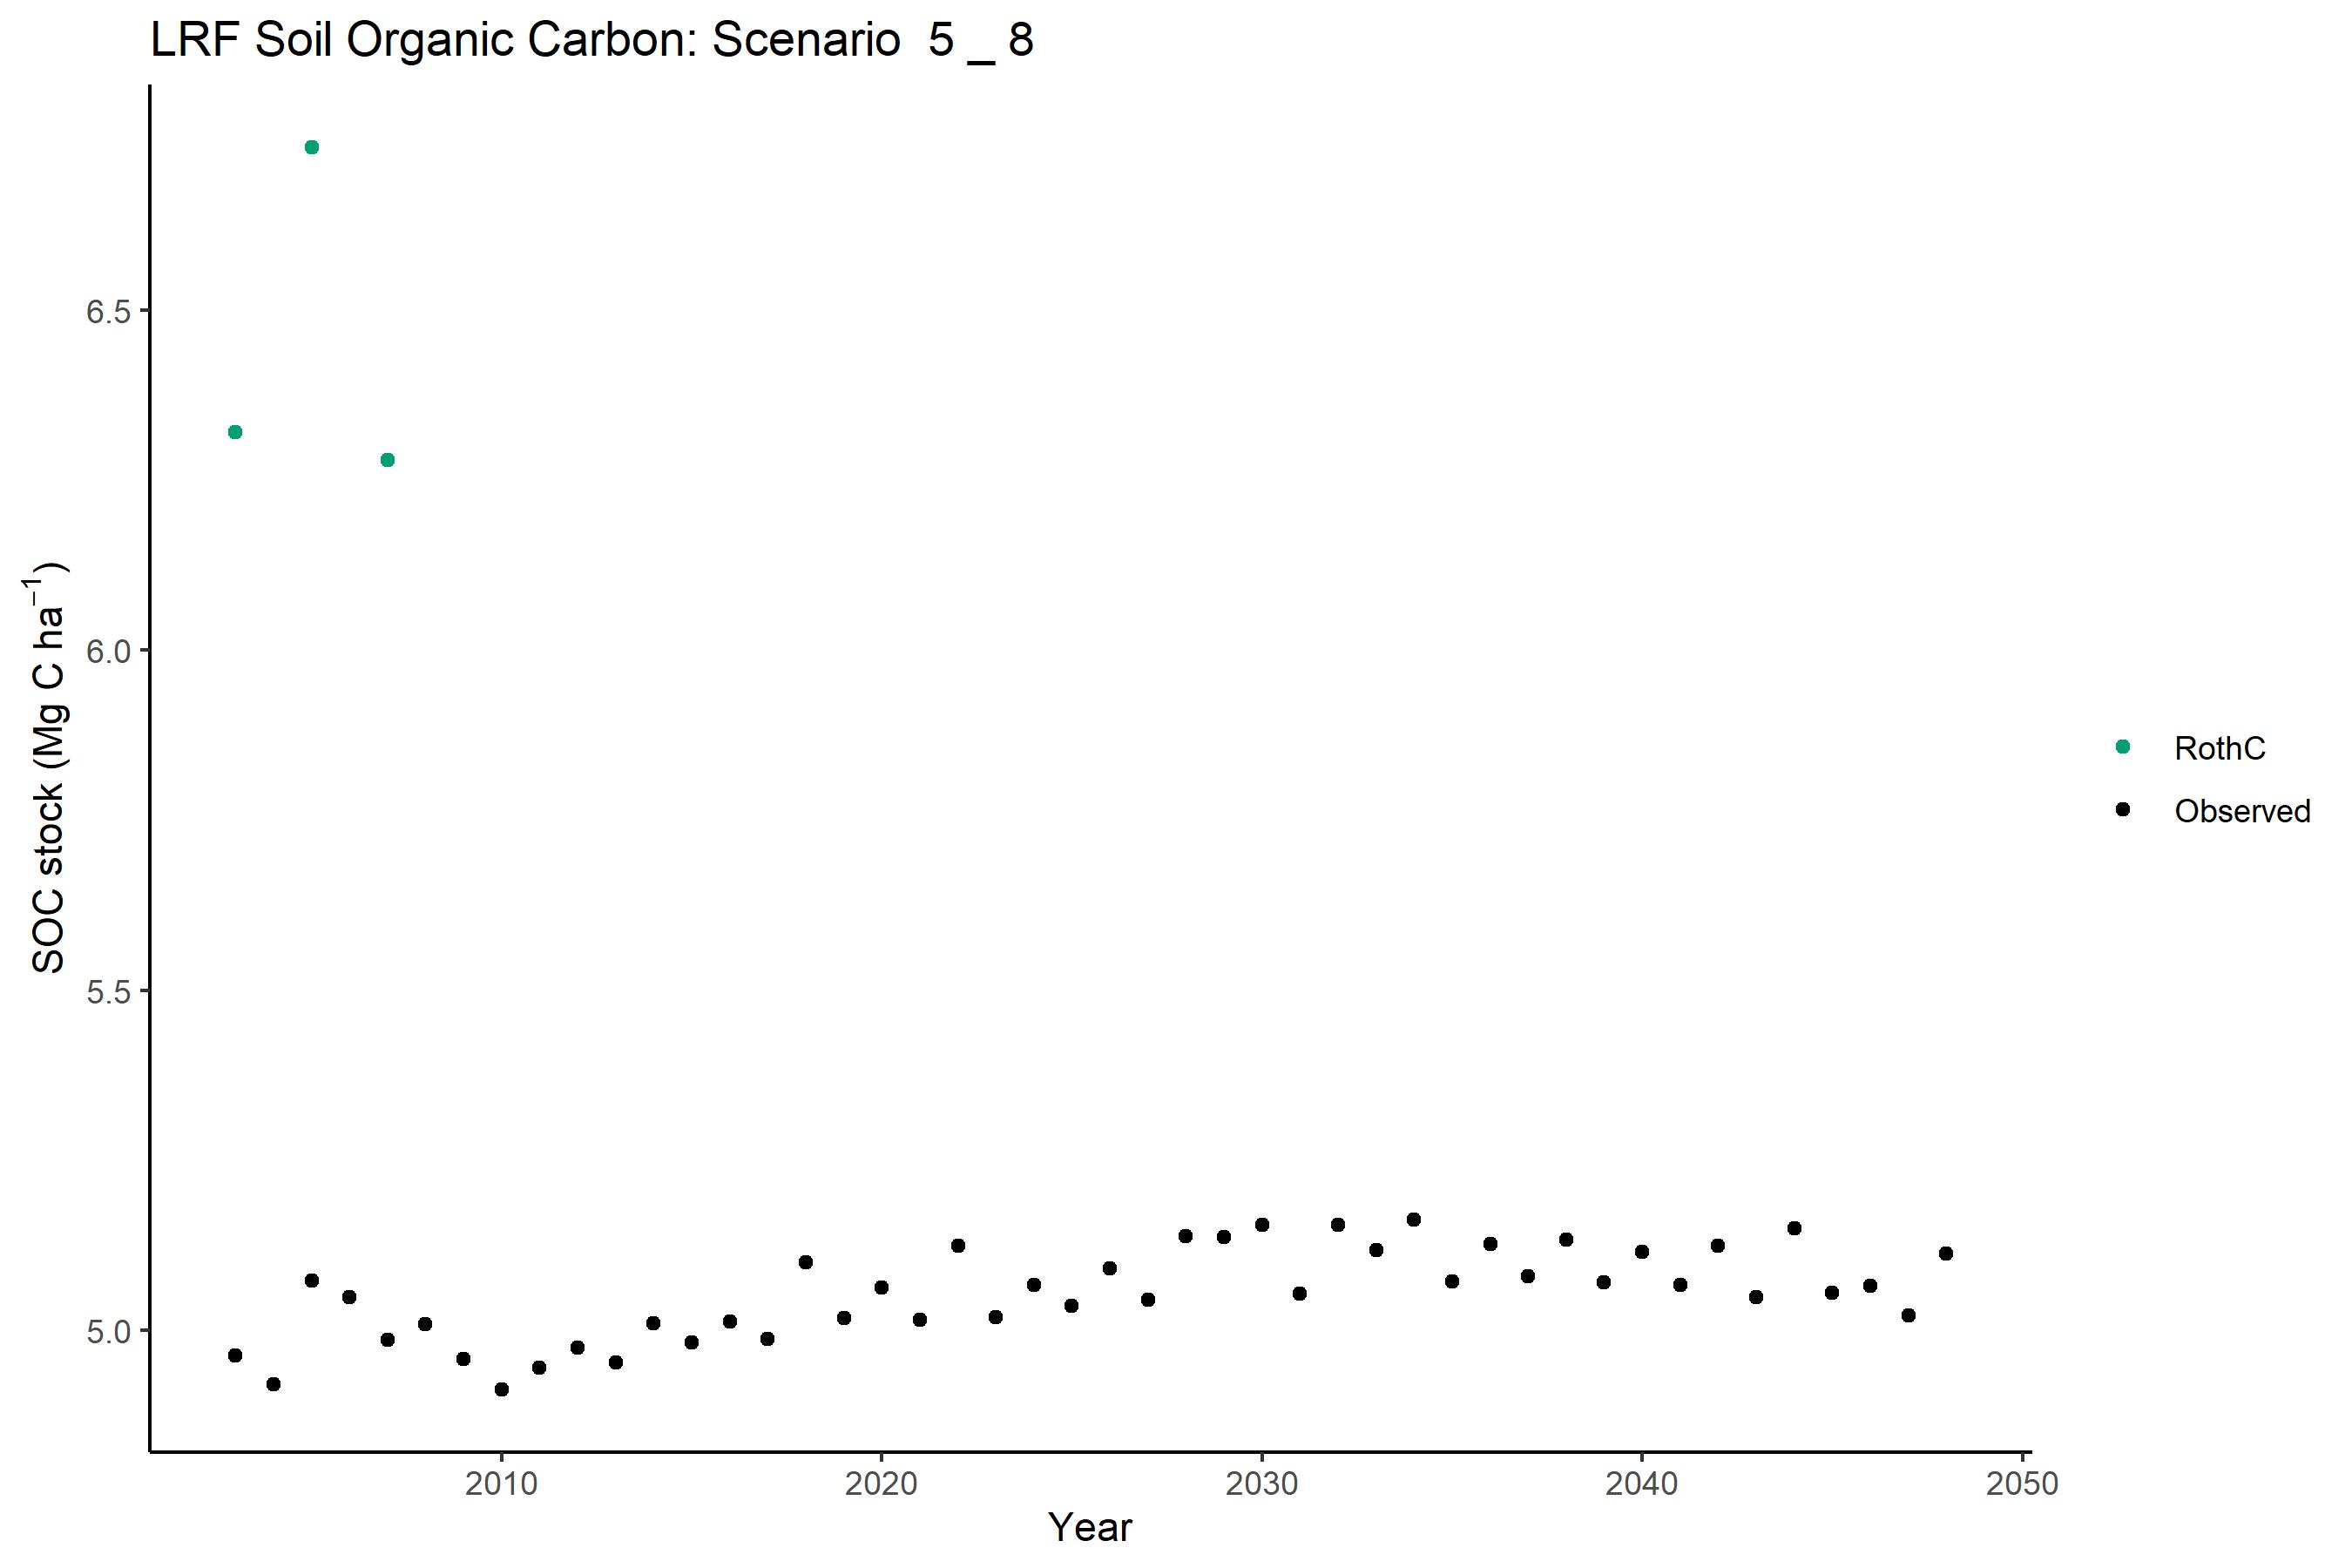 LRF Soil Organic Carbon: Scenario  5 _ 8
6.5
6.0
5.5
5.0
SOC stock (Mg C ha⁻¹)
2010 2020 2030 2040 2050
Year
RothC
Observed